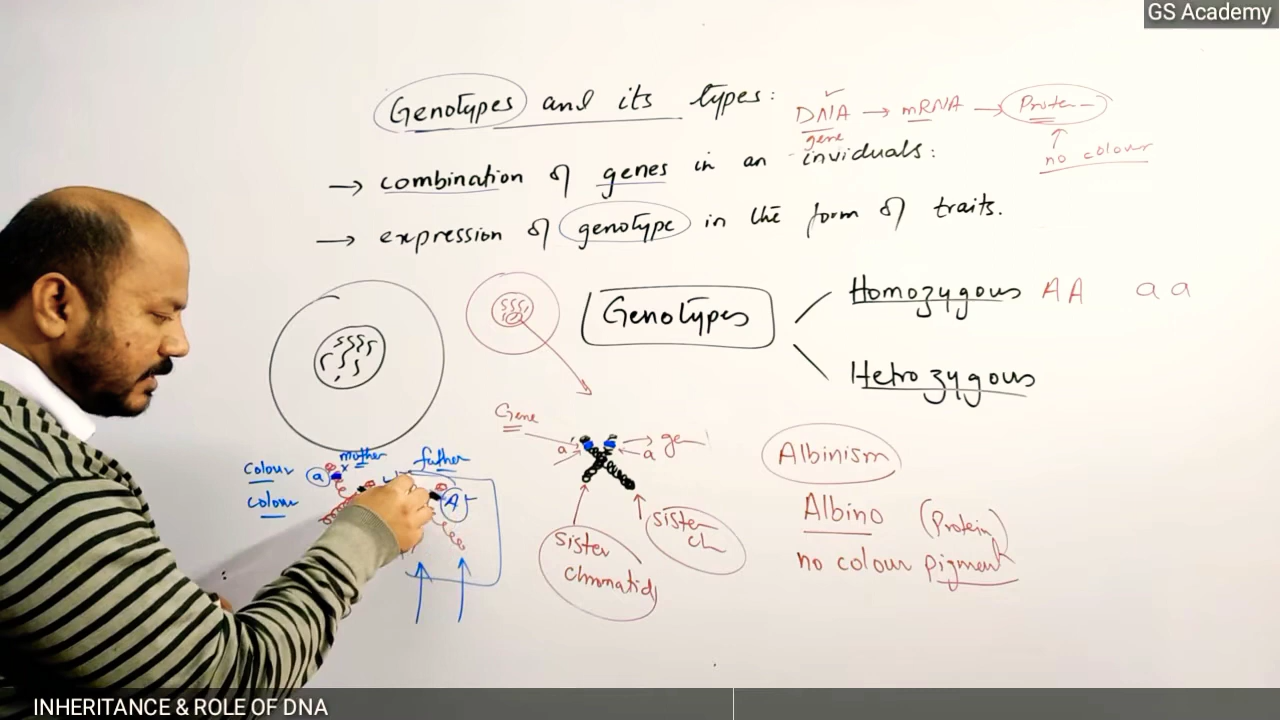 GS Academy
Genotypes and its types:
DNA → mRNA → Protein
gene
no colour
→ combination of genes in an inviduals:
→ expression of genotype in the form of traits.
Genotypes
Homozygous AA aa
Hetrozygous
Gene
a
a
Colour
mother
father
a
Colour
A
sister
chromatid
sister
ch
Albinism
Albino (Protein)
no colour pigment
INHERITANCE & ROLE OF DNA